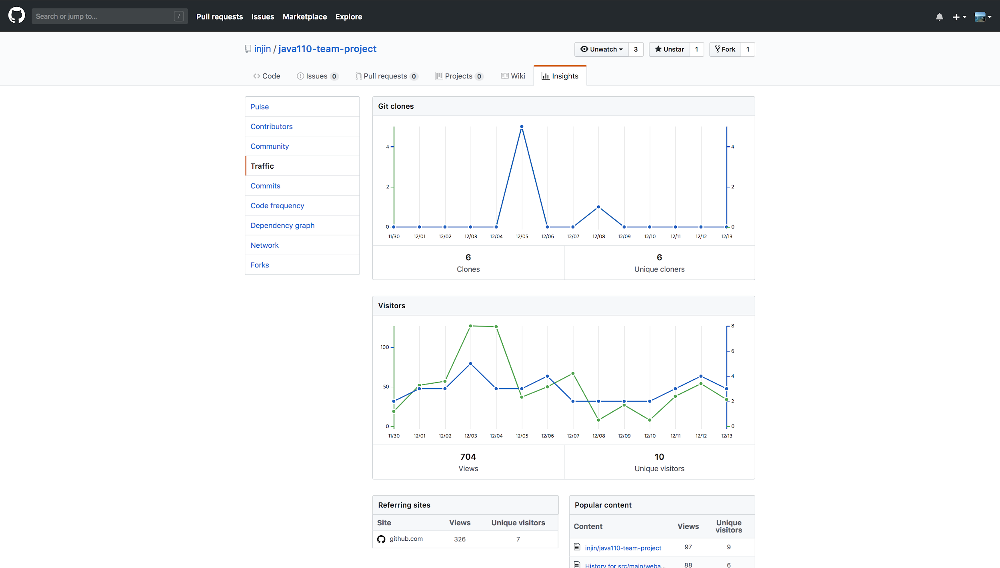 Search or jump to... /
Pull requests Issues Marketplace Explore
injin / java110-team-project
Unwatch 3 Unstar 1 Fork 1
Code Issues 0 Pull requests 0 Projects 0 Wiki Insights
Pulse
Contributors
Community
Traffic
Commits
Code frequency
Dependency graph
Network
Forks
Git clones
4 4
2 2
0 0
11/30 12/01 12/02 12/03 12/04 12/05 12/06 12/07 12/08 12/09 12/10 12/11 12/12 12/13
6 6
Clones Unique cloners
Visitors
8
100
6
4
50
2
0 0
11/30 12/01 12/02 12/03 12/04 12/05 12/06 12/07 12/08 12/09 12/10 12/11 12/12 12/13
704 10
Views Unique visitors
Referring sites
Site Views Unique visitors
github.com 326 7
Popular content
Content Views Unique
visitors
injin/java110-team-project 97 9
History for src/main/weba... 88 6